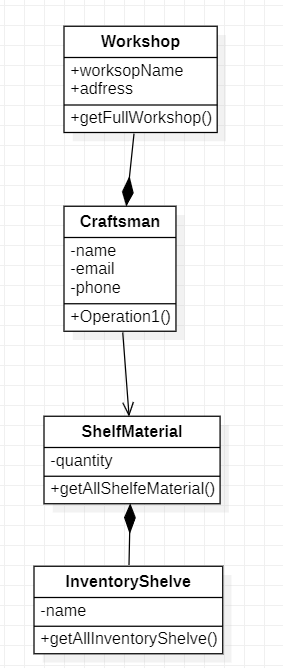 Workshop
+worksopName
+adfress
+getFullWorkshop()
Craftsman
-name
-email
-phone
+Operation1()
ShelfMaterial
-quantity
+getAllShelfeMaterial()
InventoryShelve
-name
+getAllInventoryShelve()